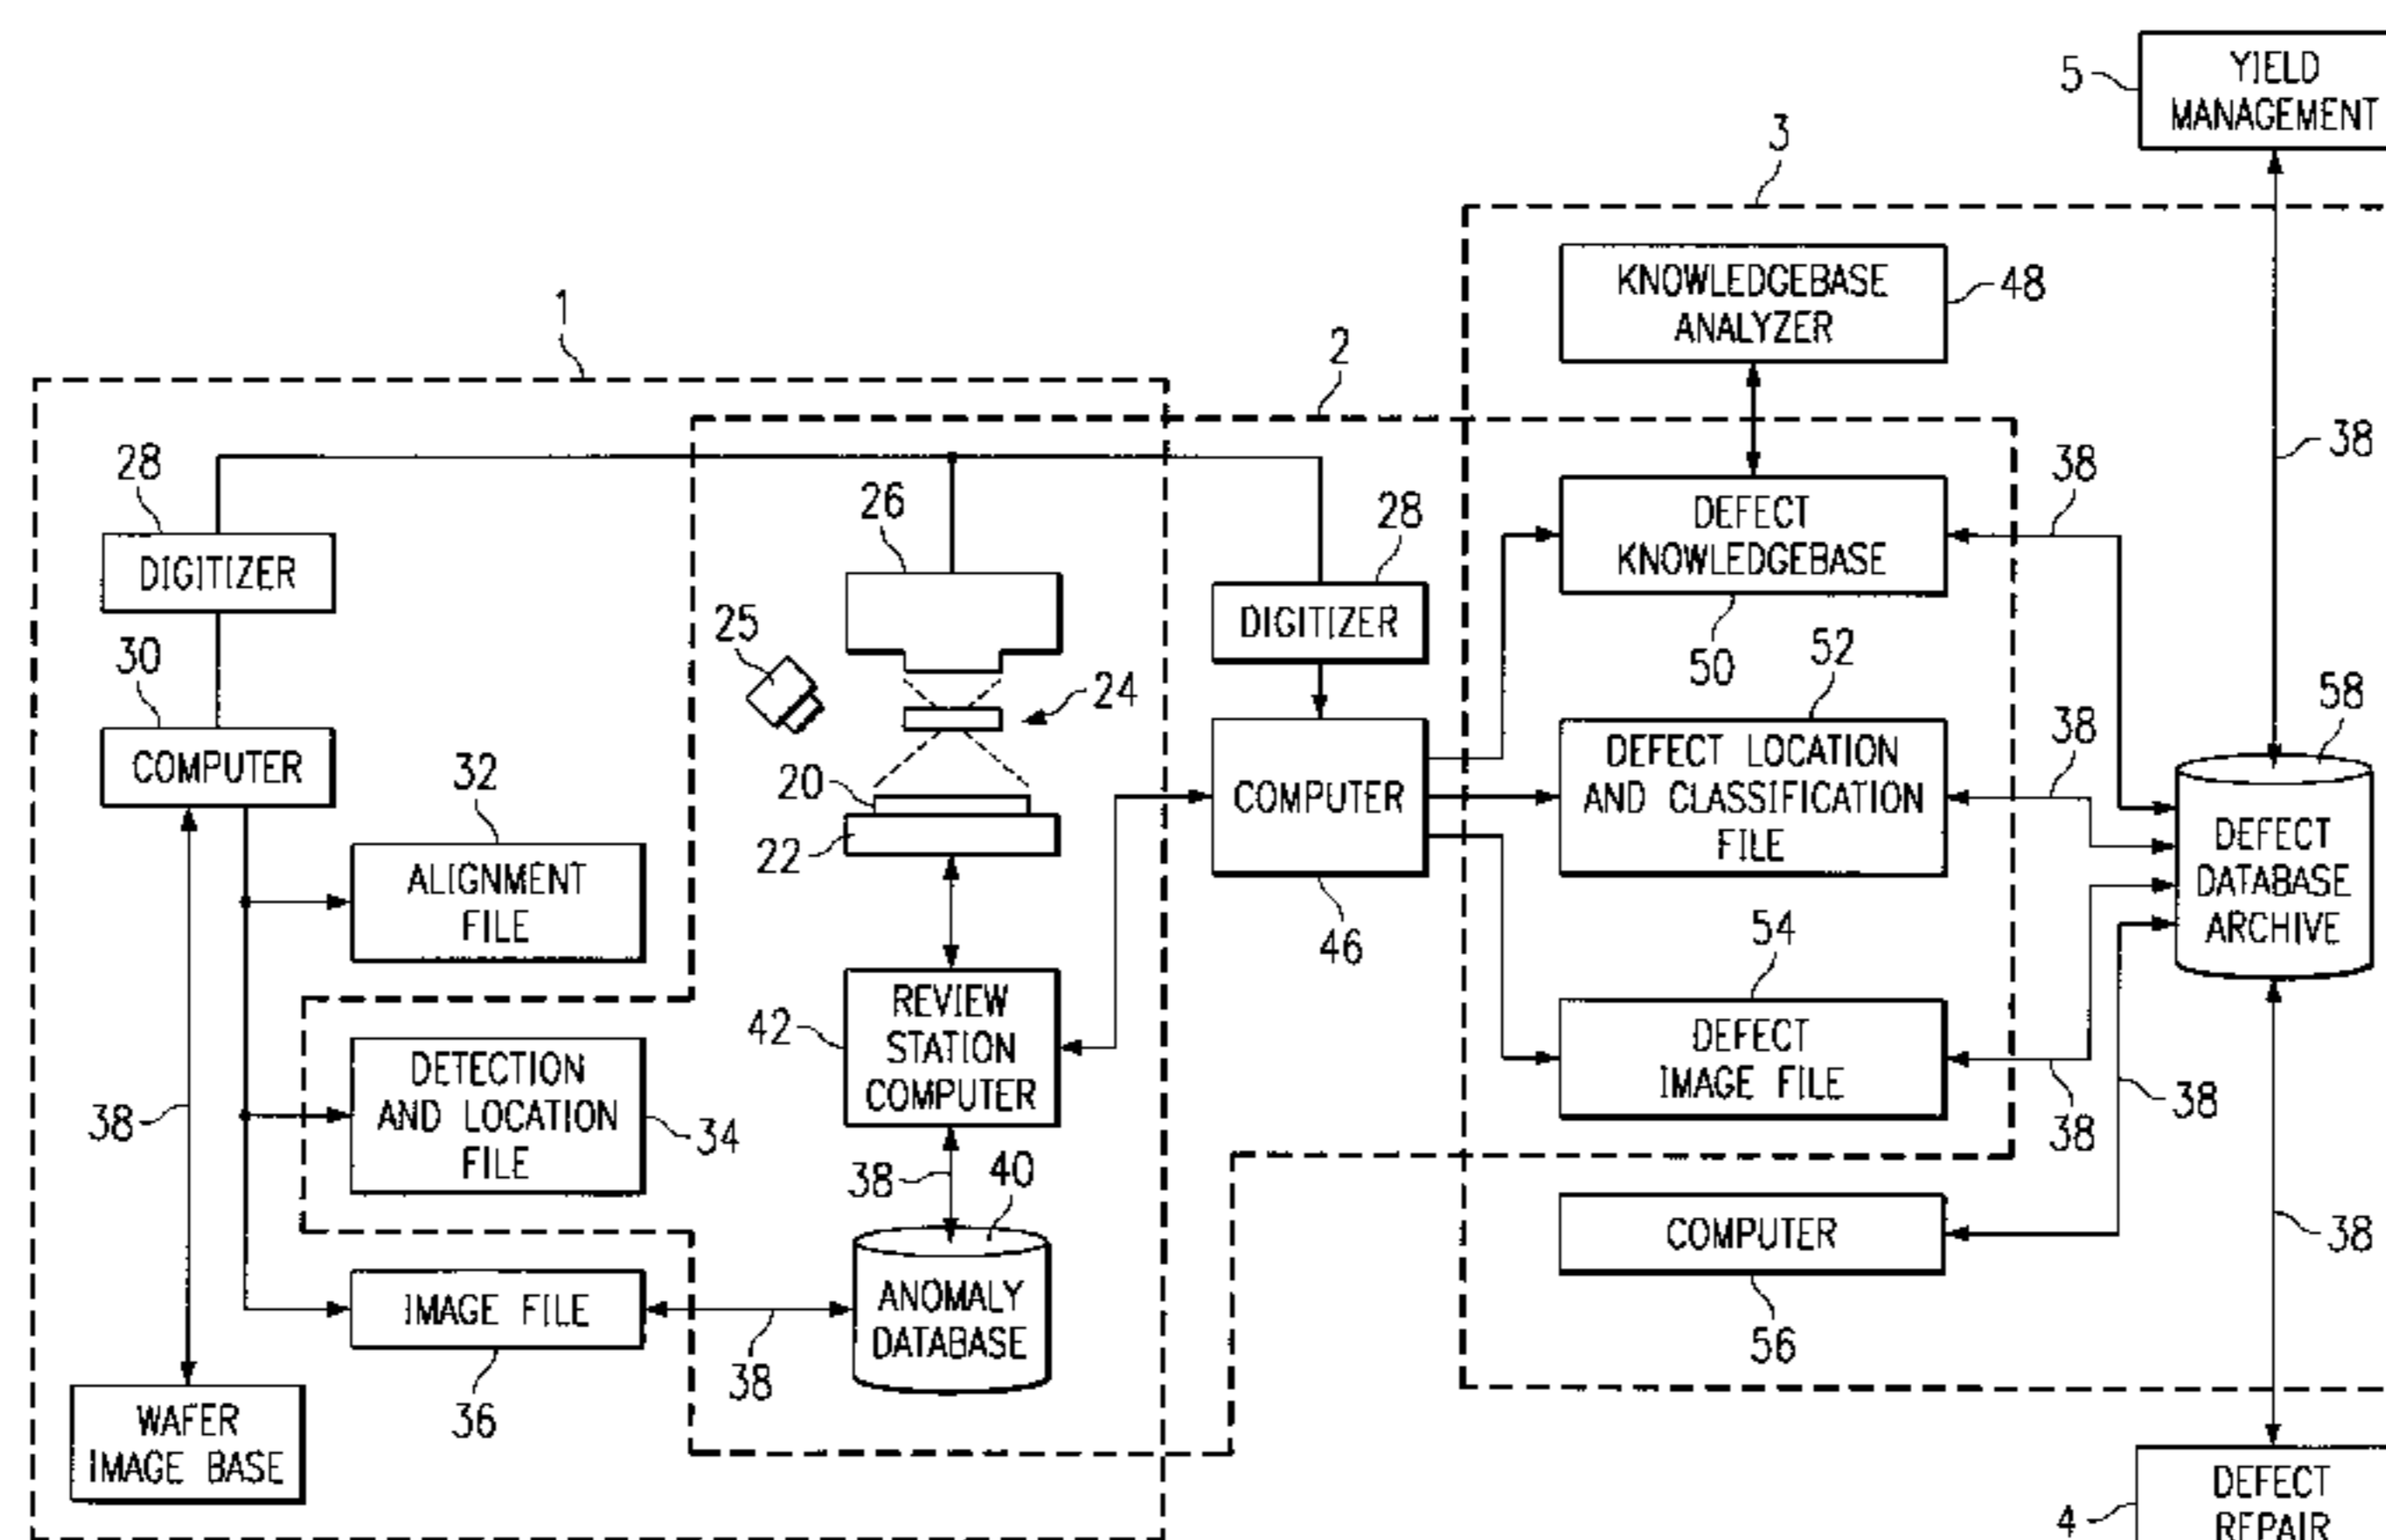 5
YIELD
MANAGEMENT
3
KNOWLEDGEBASE
ANALYZER
48
1
2
38
28
DIGITIZER
26
28
DIGITIZER
DEFECT
KNOWLEDGEBASE
50
38
30
COMPUTER
25
24
20
22
COMPUTER
46
52
DEFECT LOCATION
AND CLASSIFICATION
FILE
38
58
DEFECT
DATABASE
ARCHIVE
32
ALIGNMENT
FILE
42
REVIEW
STATION
COMPUTER
54
DEFECT
IMAGE FILE
38
38
38
DETECTION
AND LOCATION
FILE
34
38
40
ANOMALY
DATABASE
COMPUTER
56
38
IMAGE FILE
36
38
WAFER
IMAGE BASE
4
DEFECT
REPAIR